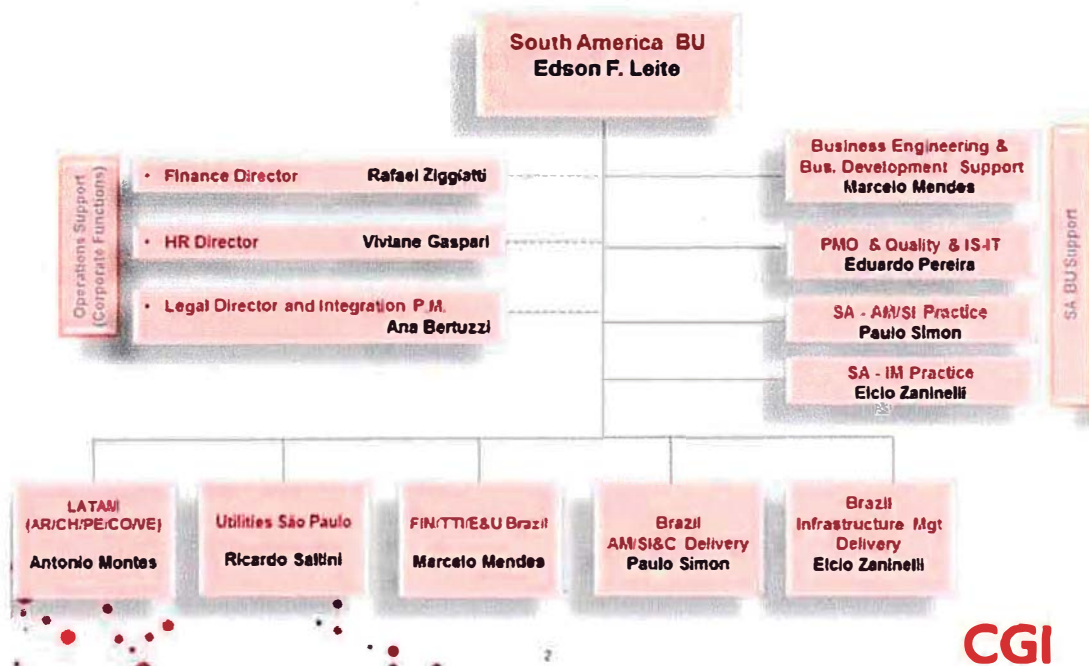 South America BU
Edson F. Leite
Operations Support
(Corporate Functions)
• Finance Director Rafael Ziggiatti
• HR Director Viviane Gaspari
• Legal Director and Integration P.M.
Ana Bertuzzi
Business Engineering &
Bus. Development Support
Marcelo Mendes
PMO & Quality & IS-IT
Eduardo Pereira
SA - AM/SI Practice
Paulo Simon
SA - IM Practice
Elcio Zaninelli
SA BU Support
LATAM
(AR/CH/PE/CO/VE)
Antonio Montes
Utilities São Paulo
Ricardo Saltini
FIN/TTI/E&U Brazil
Marcelo Mendes
Brazil
AM/SI&C Delivery
Paulo Simon
Brazil
Infrastructure Mgt
Delivery
Elcio Zaninelli
2
CGI